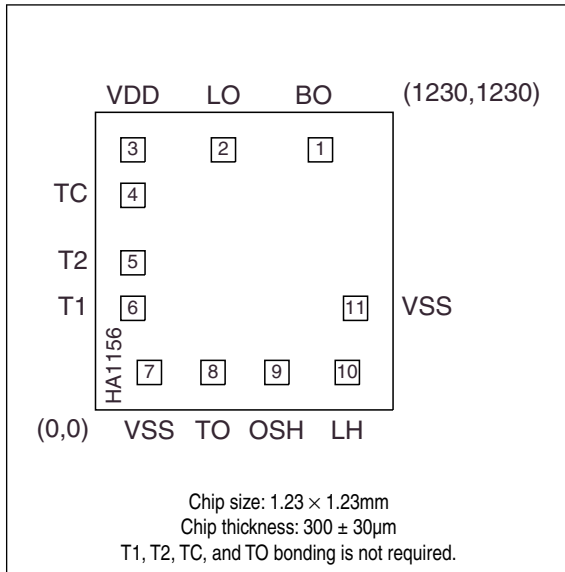 VDD LO BO (1230,1230)
3 2 1
TC 4
T2 5
T1 6 11 VSS
HA1156
7 8 9 10
(0,0) VSS TO OSH LH
Chip size: 1.23 × 1.23mm
Chip thickness: 300 ± 30µm
T1, T2, TC, and TO bonding is not required.